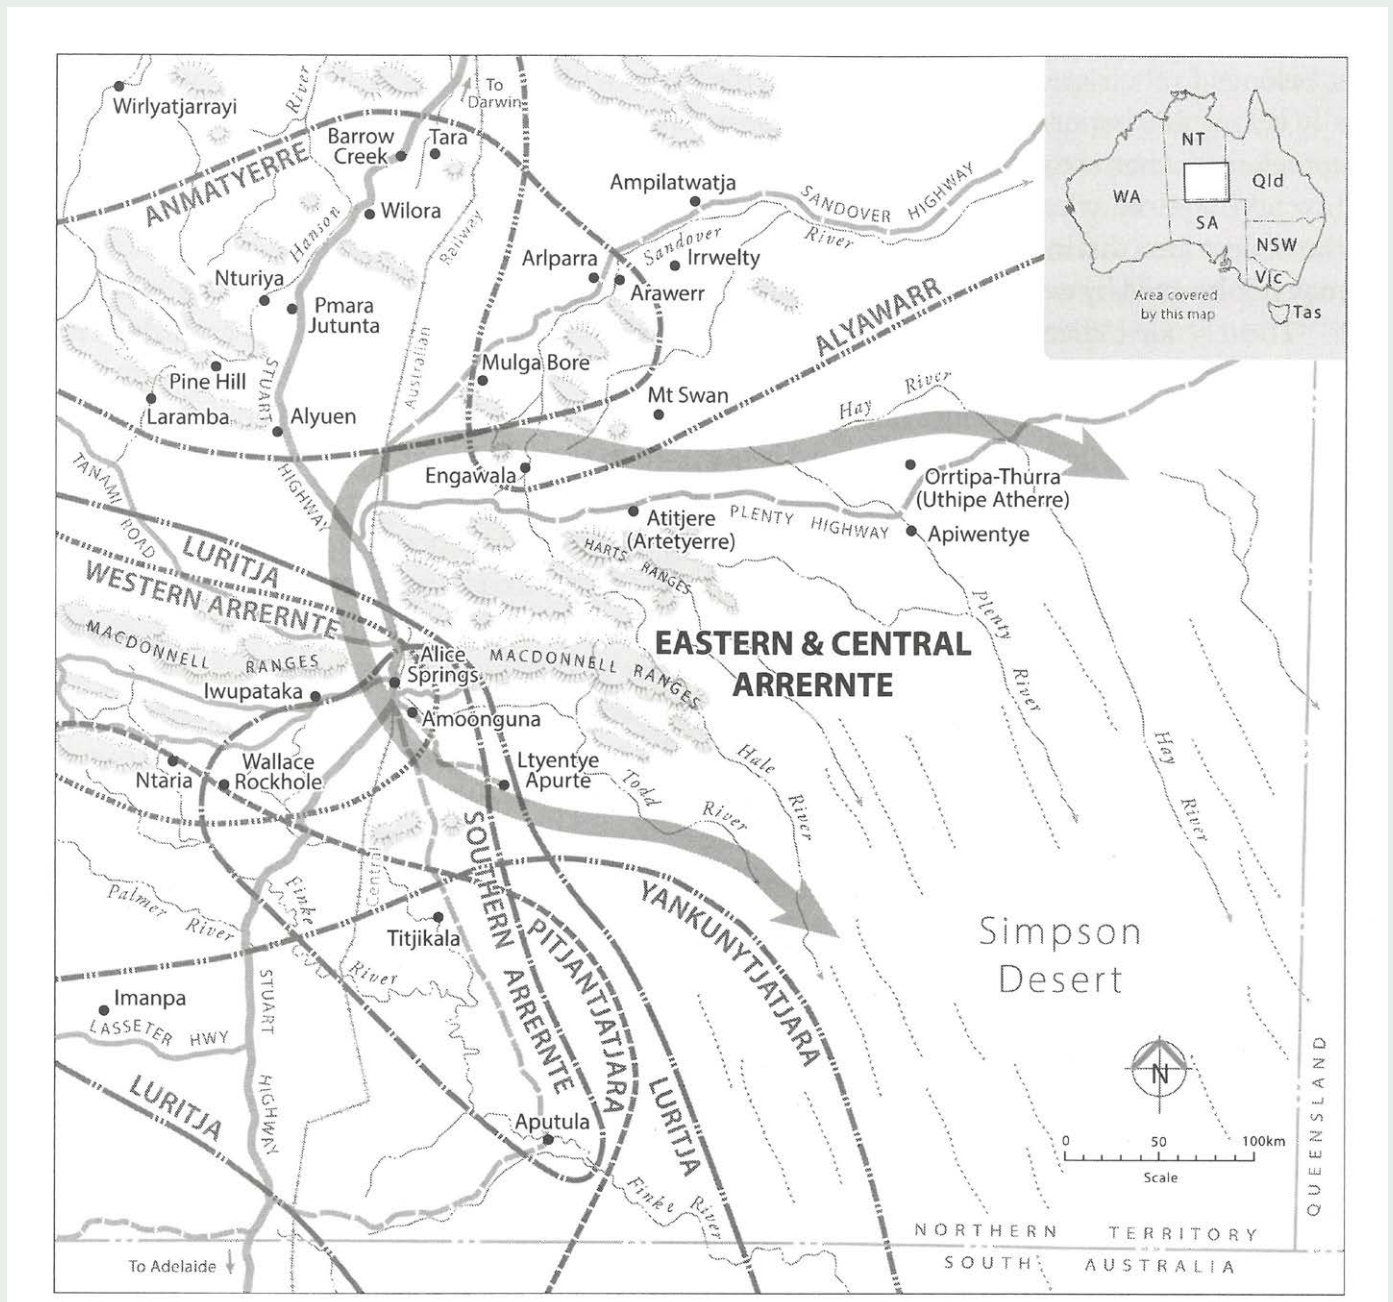 Wirlyatjarrayi
River
To
Darwin
Barrow
Creek
Tara
ANMATYERRE
Wilora
Hanson
Railway
Ampilatwatja
SANDOVER HIGHWAY
Sandover
River
Arlparra
Irrwelty
Arawerr
NT
WA
Qld
SA
NSW
Vic
Tas
Area covered
by this map
Nturiya
Pmara
Jutunta
ALYAWARR
Australian
Mulga Bore
Pine Hill
STUART
Laramba
Alyuen
Mt Swan
Hay River
TANAMI
ROAD
HIGHWAY
Engawala
Orrtipa-Thurra
(Uthipe Atherre)
Atitjere
(Artetyerre)
PLENTY HIGHWAY
Apiwentye
HARTS
RANGES
LURITJA
WESTERN ARRERNTE
Plenty
River
MACDONNELL RANGES
Alice
Springs
MACDONNELL RANGES
EASTERN & CENTRAL
ARRERNTE
Iwupataka
Amoonguna
Hale
River
Hay
River
Ntaria
Wallace
Rockhole
Ltyentye
Apurte
Todd
River
SOUTHERN ARRERNTE
Central
Palmer River
Finke
River
Titjikala
YANKUNYTJATJARA
PITJANTJATJARA
Simpson
Desert
Imanpa
LASSETER HWY
STUART
HIGHWAY
LURITJA
LURITJA
N
Aputula
0 50 100km
Scale
QUEENSLAND
Finke River
NORTHERN TERRITORY
SOUTH AUSTRALIA
To Adelaide